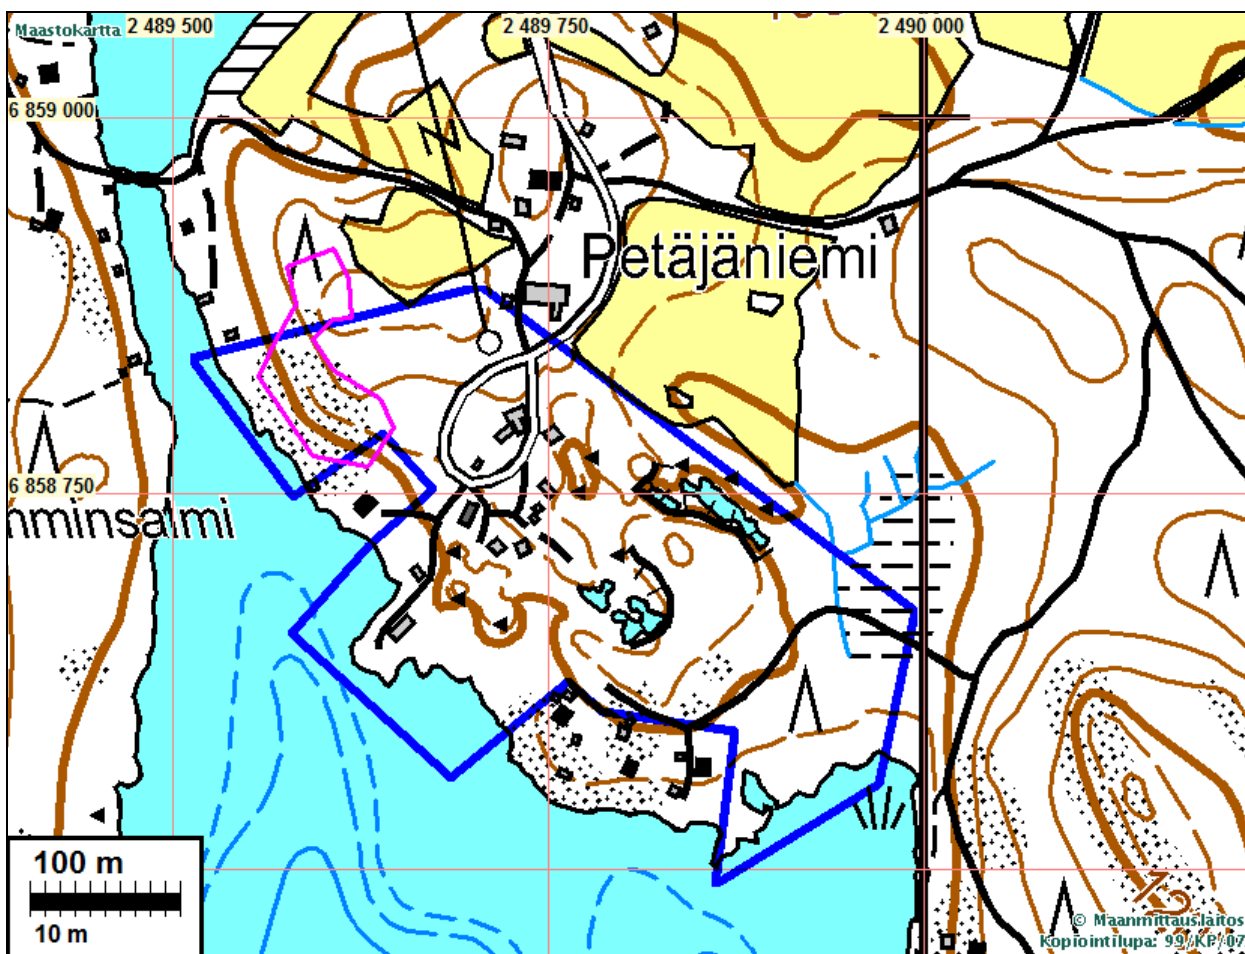 Maastokartta
2 489 500
2 489 750
2 490 000
6 859 000
Petäjäniemi
6 858 750
mminsalmi
100 m
10 m
© Maanmittauslaitos
Kopiointilupa: 99/KP/07